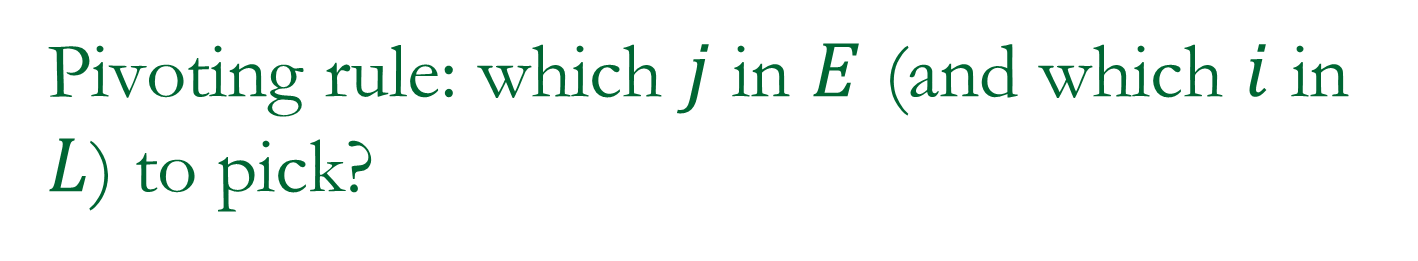 Pivoting rule: which j in E (and which i in
L) to pick?